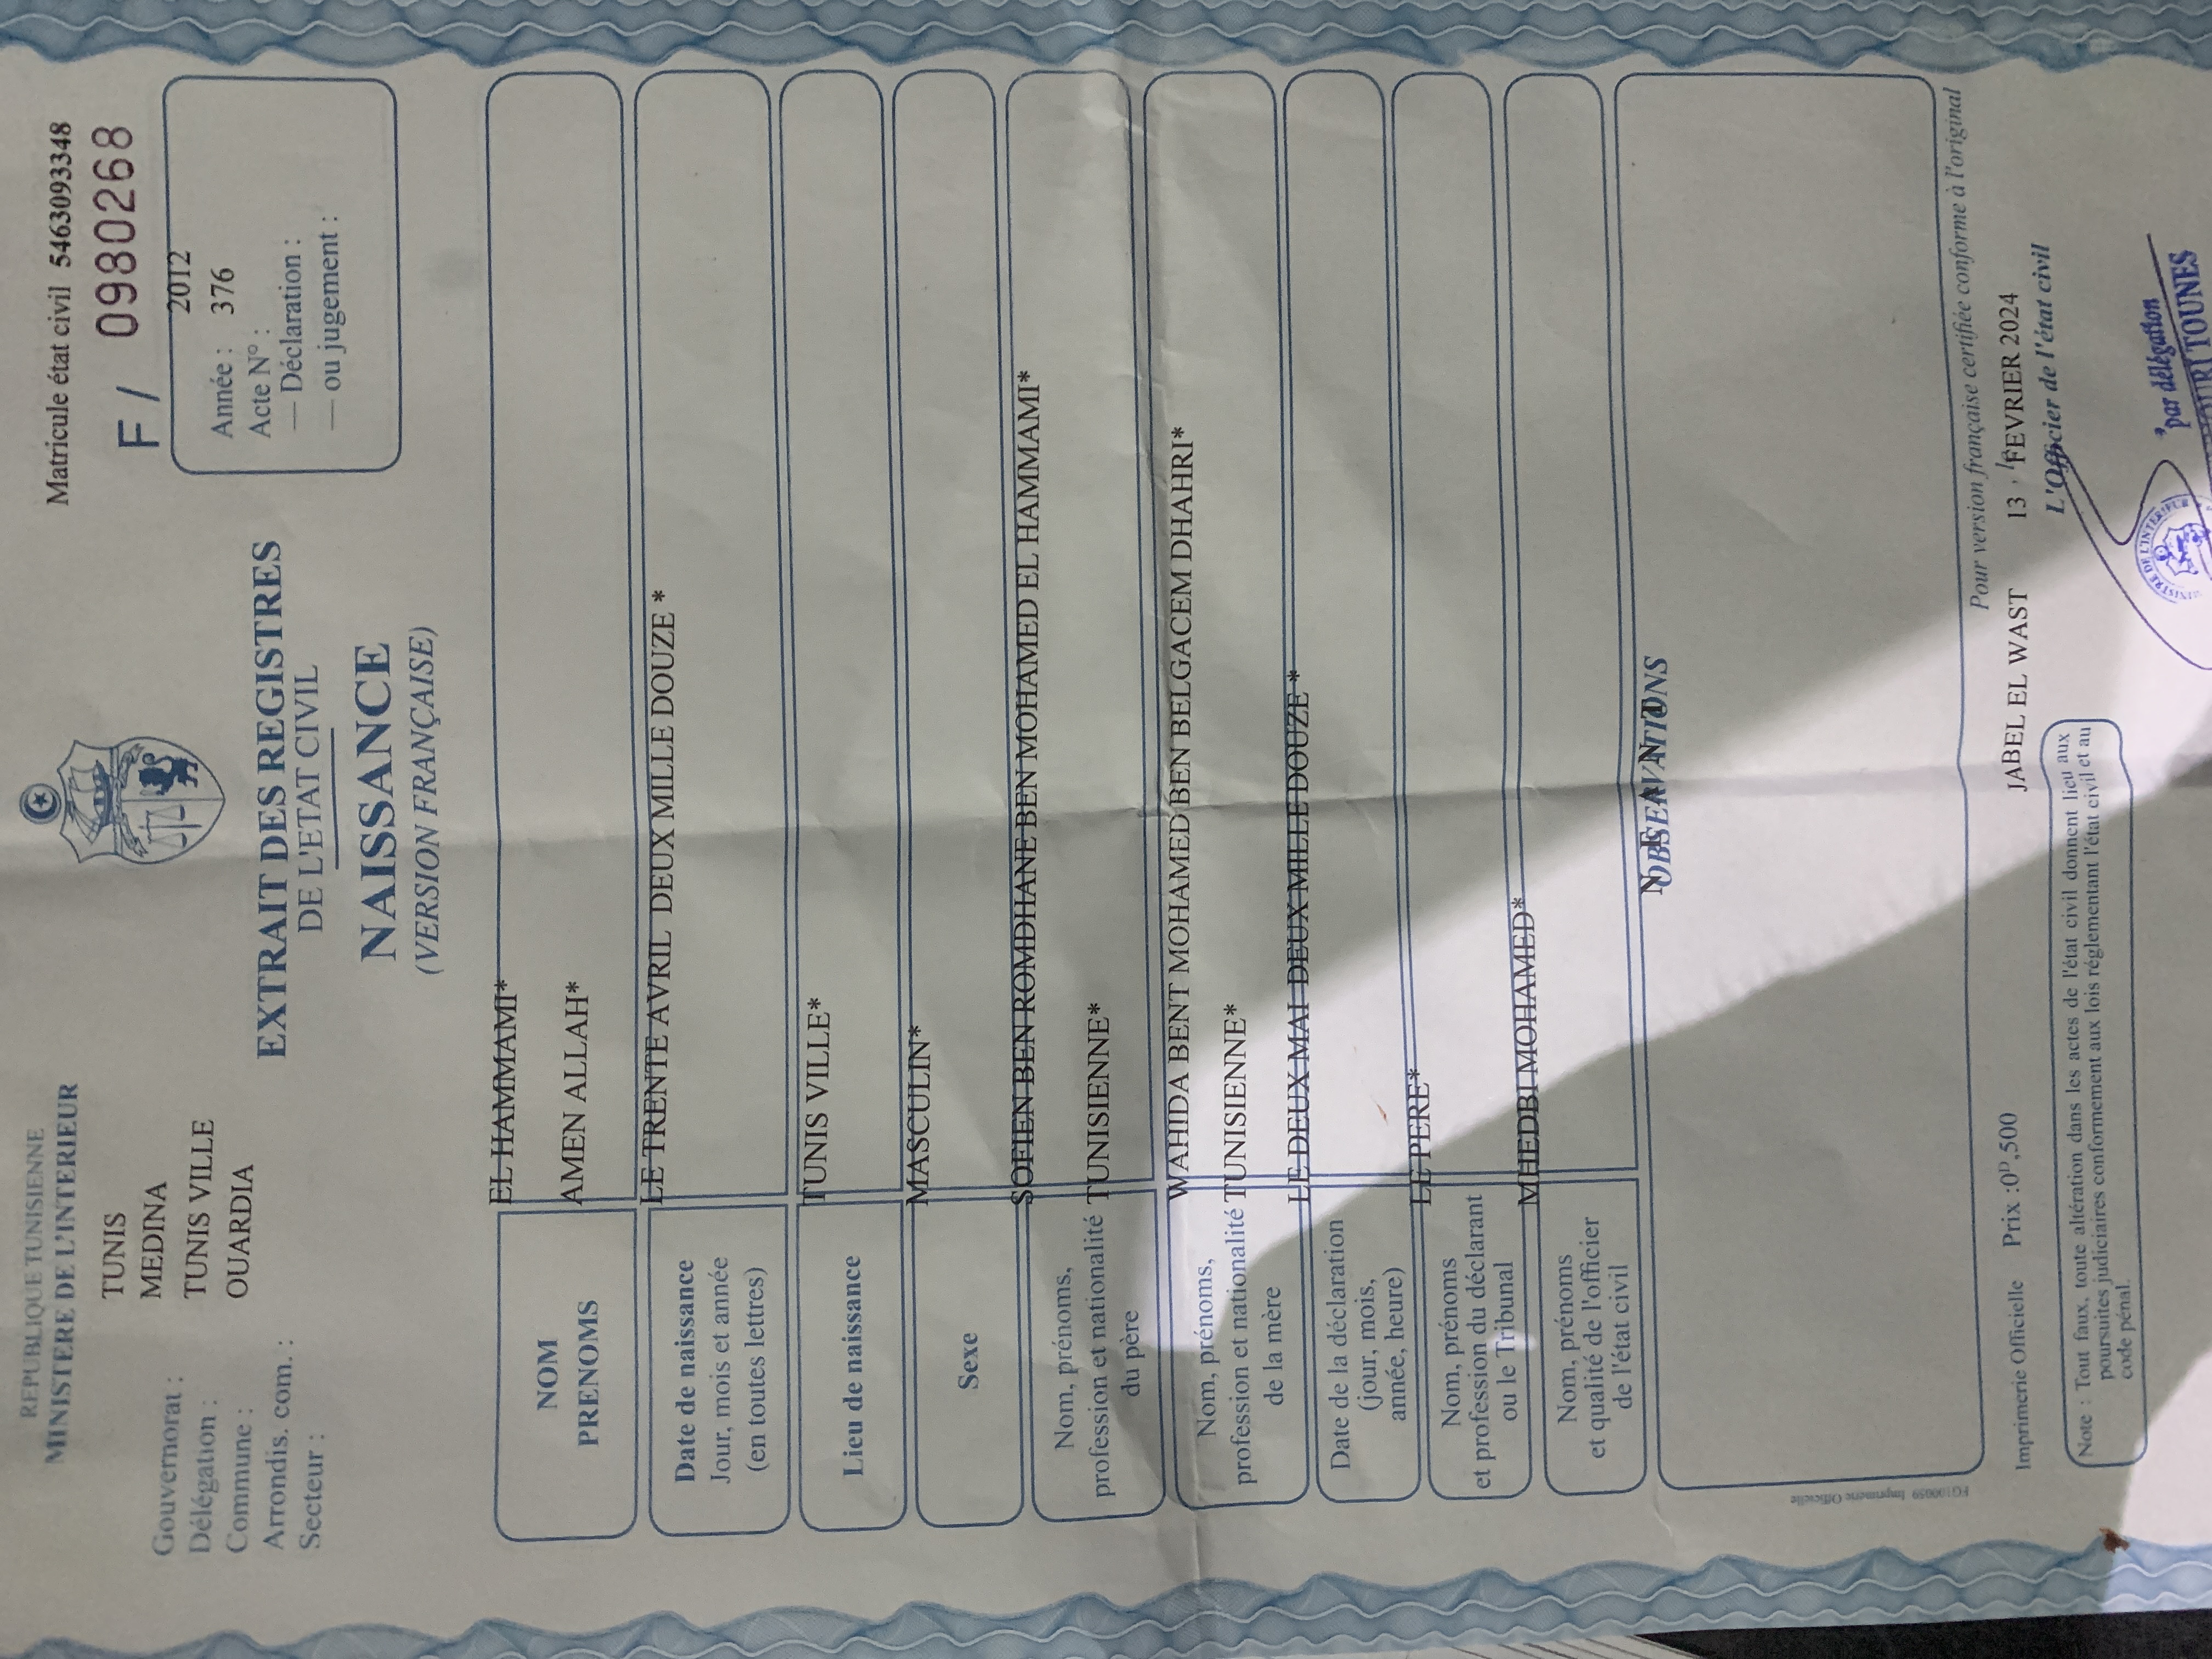 REPUBLIQUE TUNISIENNE
MINISTERE DE L'INTERIEUR
Gouvernorat : TUNIS
Délégation : MEDINA
Commune : TUNIS VILLE
Arrondis. com. : OUARDIA
Secteur :
Matricule état civil 5463093348
F / 0980268
2012
Année : 376
Acte N° :
— Déclaration :
— ou jugement :
EXTRAIT DES REGISTRES
DE L'ETAT CIVIL
NAISSANCE
(VERSION FRANÇAISE)
NOM EL HAMMAMI*
PRENOMS AMEN ALLAH*
Date de naissance LE TRENTE AVRIL DEUX MILLE DOUZE *
Jour, mois et année
(en toutes lettres)
Lieu de naissance TUNIS VILLE*
Sexe MASCULIN*
Nom, prénoms, SOFIEN BEN ROMDHANE BEN MOHAMED EL HAMMAMI*
profession et nationalité TUNISIENNE*
du père
Nom, prénoms, WAHIDA BENT MOHAMED BEN BELGACEM DHAHRI*
profession et nationalité TUNISIENNE*
de la mère
Date de la déclaration LE DEUX MAI DEUX MILLE DOUZE *
(jour, mois,
année, heure)
Nom, prénoms LE PERE*
et profession du déclarant
ou le Tribunal
Nom, prénoms MHEDBI MOHAMED*
et qualité de l'officier
de l'état civil
OBSERVATIONS
NEANT
FG100059 Imprimerie Officielle
Pour version française certifiée conforme à l'original
Imprimerie Officielle Prix :0ᴰ,500 JABEL EL WAST 13 , le FEVRIER 2024
L'Officier de l'état civil
Note : Tout faux, toute altération dans les actes de l'état civil donnent lieu aux
poursuites judiciaires conformement aux lois réglementant l'état civil et au
code pénal.
par délégation
TOUNES
MINISTRE DE L'INTERIEUR